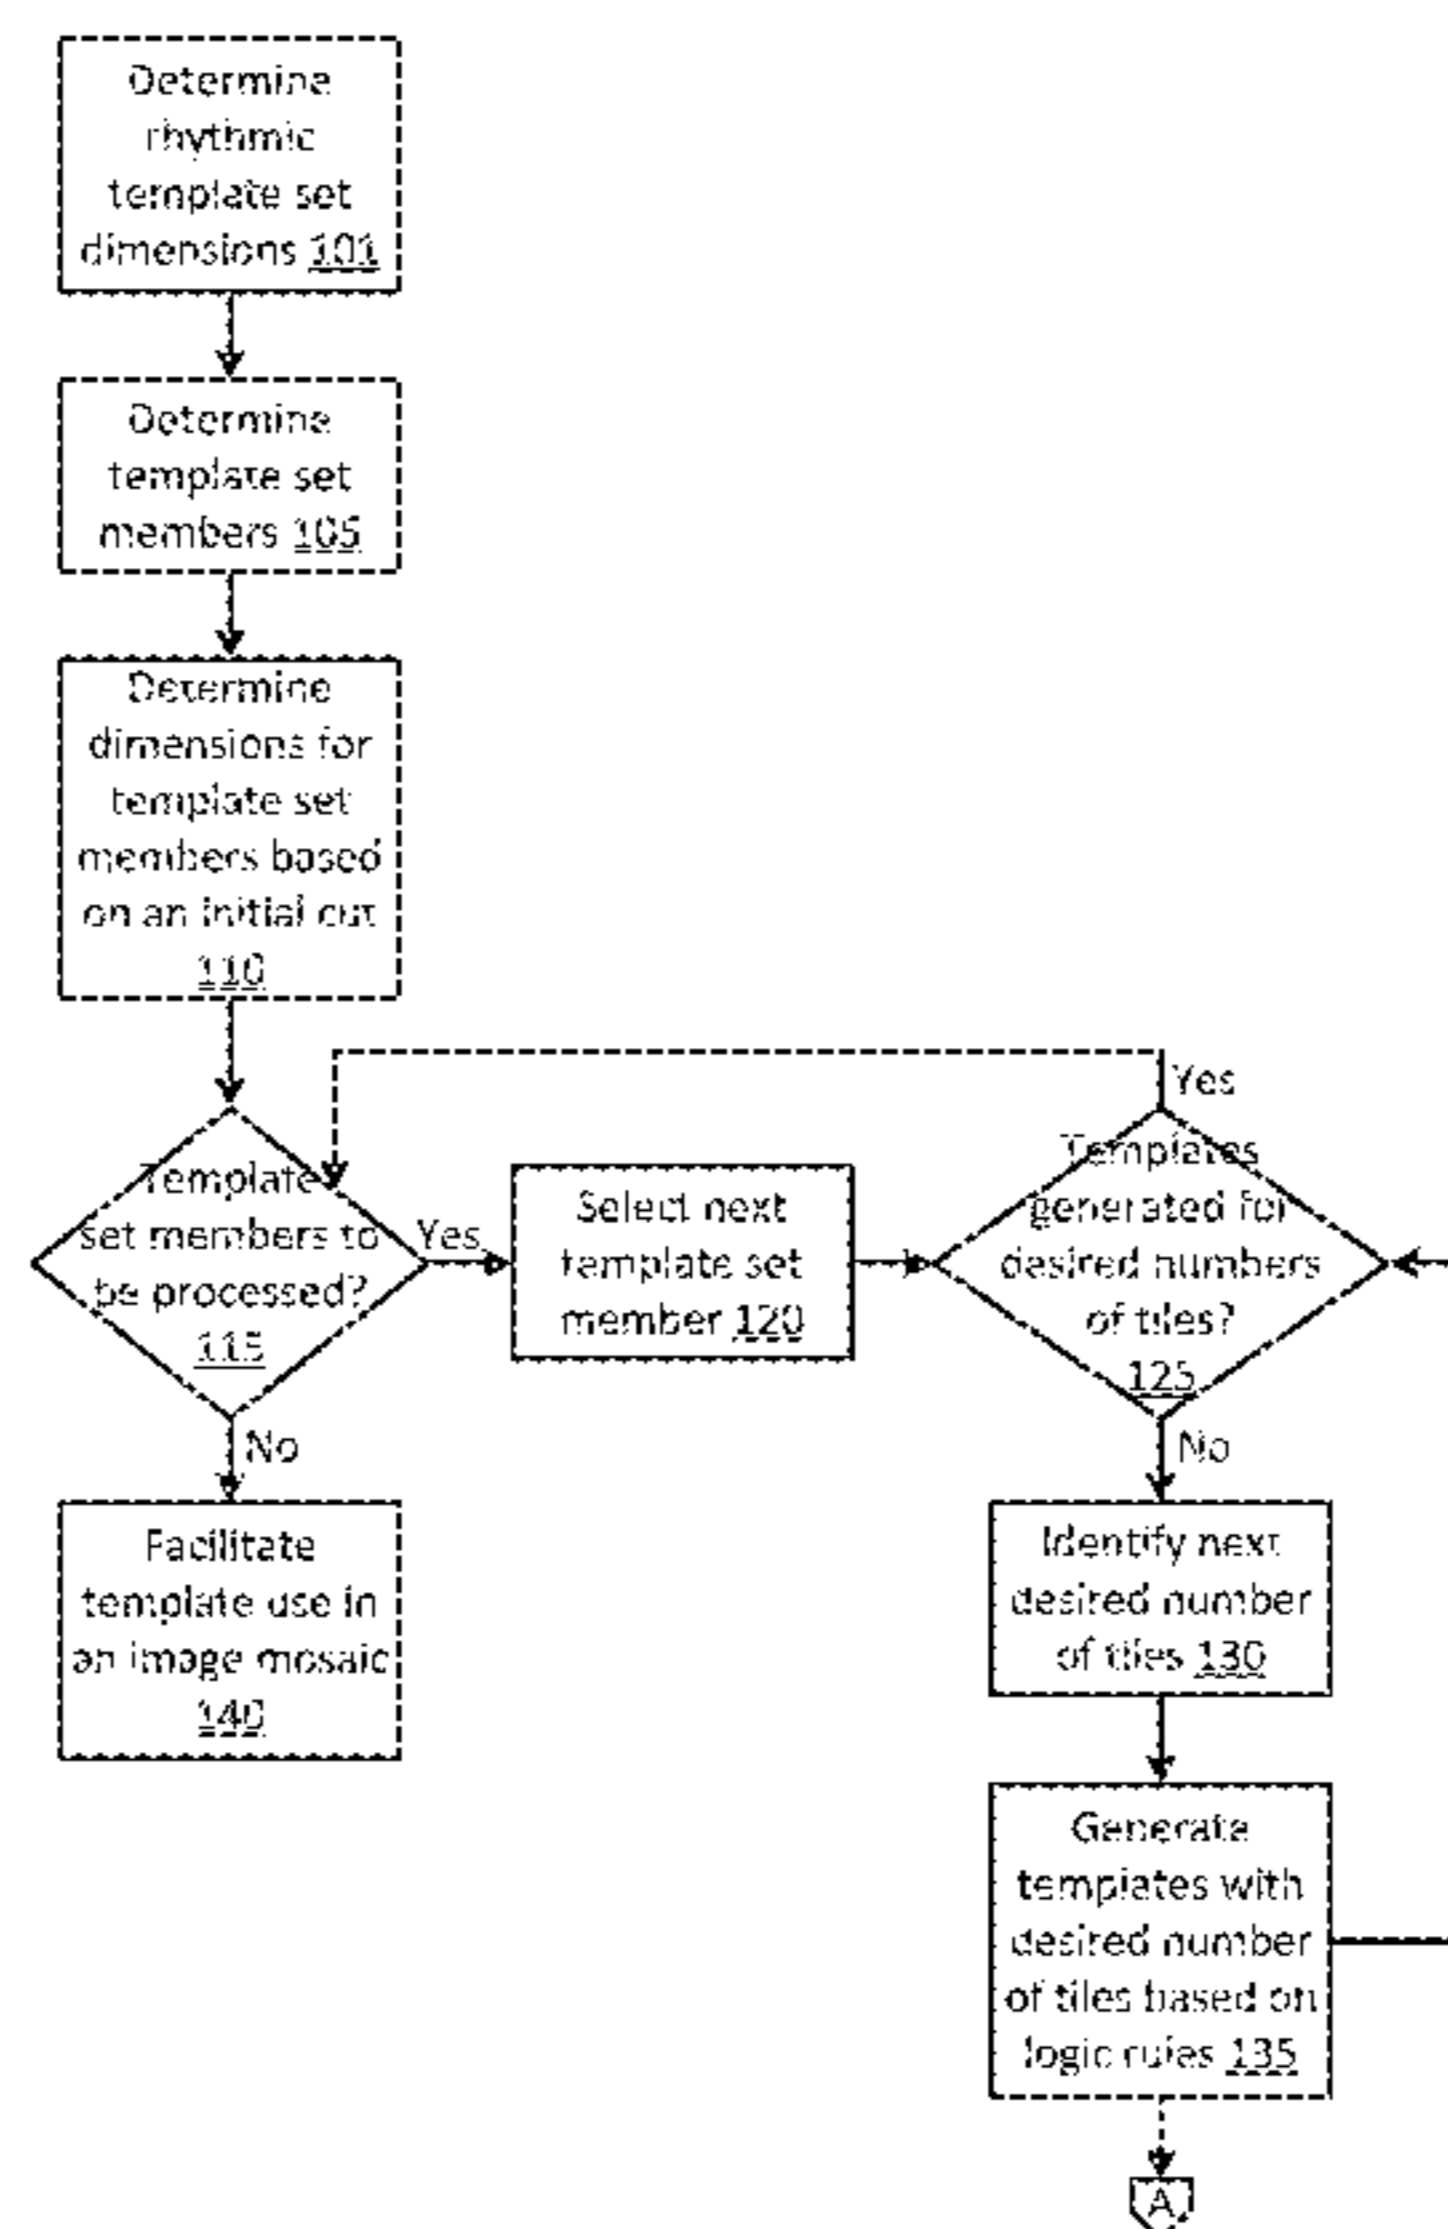 Determine
rhythmic
template set
dimensions 101
Determine
template set
members 105
Determine
dimensions for
template set
members based
on an initial cut
110
Template
set members to
be processed?
115
Yes
Select next
template set
member 120
Yes
Templates
generated for
desired numbers
of tiles?
125
No
Facilitate
template use in
an image mosaic
140
No
Identify next
desired number
of tiles 130
Generate
templates with
desired number
of tiles based on
logic rules 135
A